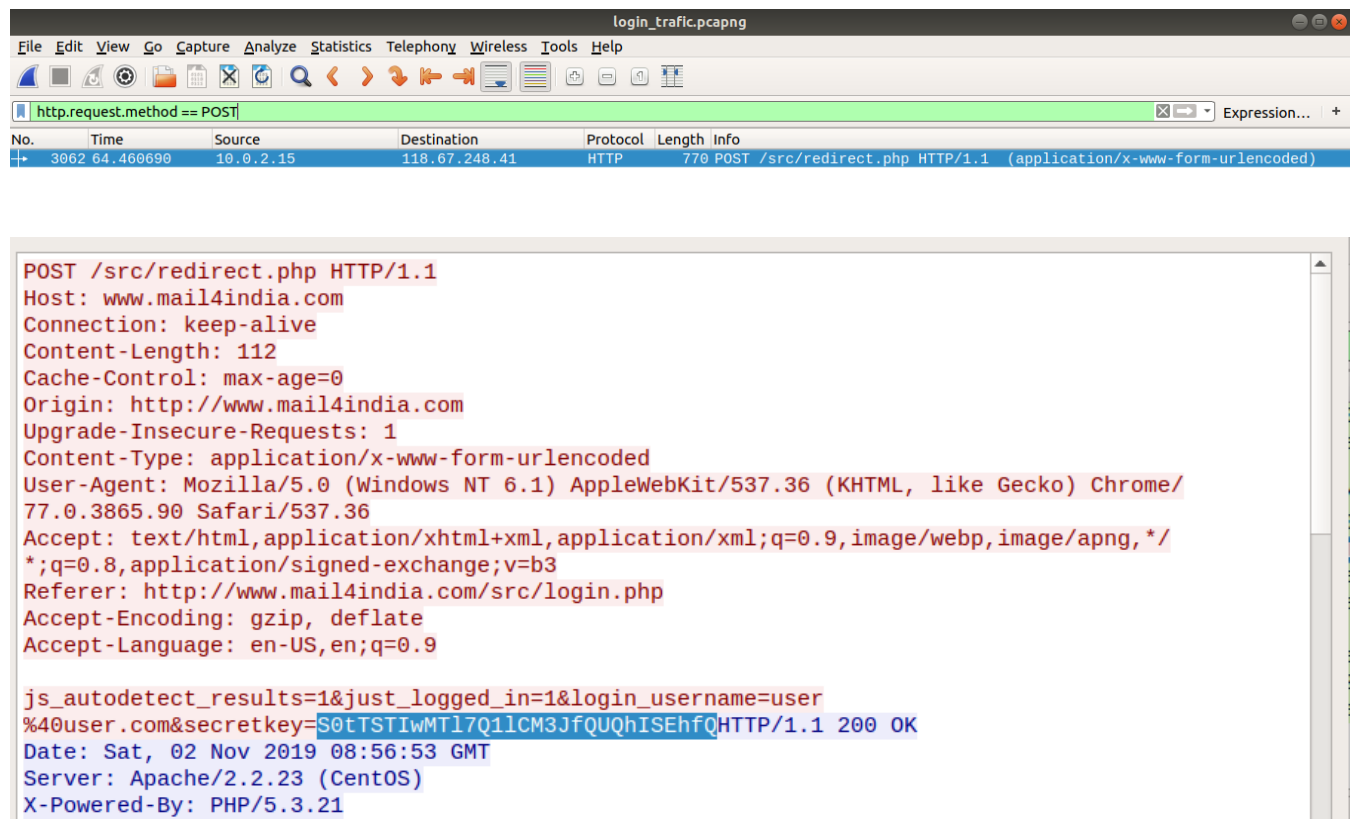 login_trafic.pcapng
File Edit View Go Capture Analyze Statistics Telephony Wireless Tools Help
http.request.method == POST Expression... +
No. Time Source Destination Protocol Length Info
3062 64.460690 10.0.2.15 118.67.248.41 HTTP 770 POST /src/redirect.php HTTP/1.1 (application/x-www-form-urlencoded)
POST /src/redirect.php HTTP/1.1
Host: www.mail4india.com
Connection: keep-alive
Content-Length: 112
Cache-Control: max-age=0
Origin: http://www.mail4india.com
Upgrade-Insecure-Requests: 1
Content-Type: application/x-www-form-urlencoded
User-Agent: Mozilla/5.0 (Windows NT 6.1) AppleWebKit/537.36 (KHTML, like Gecko) Chrome/
77.0.3865.90 Safari/537.36
Accept: text/html,application/xhtml+xml,application/xml;q=0.9,image/webp,image/apng,*/
*;q=0.8,application/signed-exchange;v=b3
Referer: http://www.mail4india.com/src/login.php
Accept-Encoding: gzip, deflate
Accept-Language: en-US,en;q=0.9
js_autodetect_results=1&just_logged_in=1&login_username=user
%40user.com&secretkey=S0tTSTIwMTl7Q1lCM3JfQUQhISEhfQHTTP/1.1 200 OK
Date: Sat, 02 Nov 2019 08:56:53 GMT
Server: Apache/2.2.23 (CentOS)
X-Powered-By: PHP/5.3.21